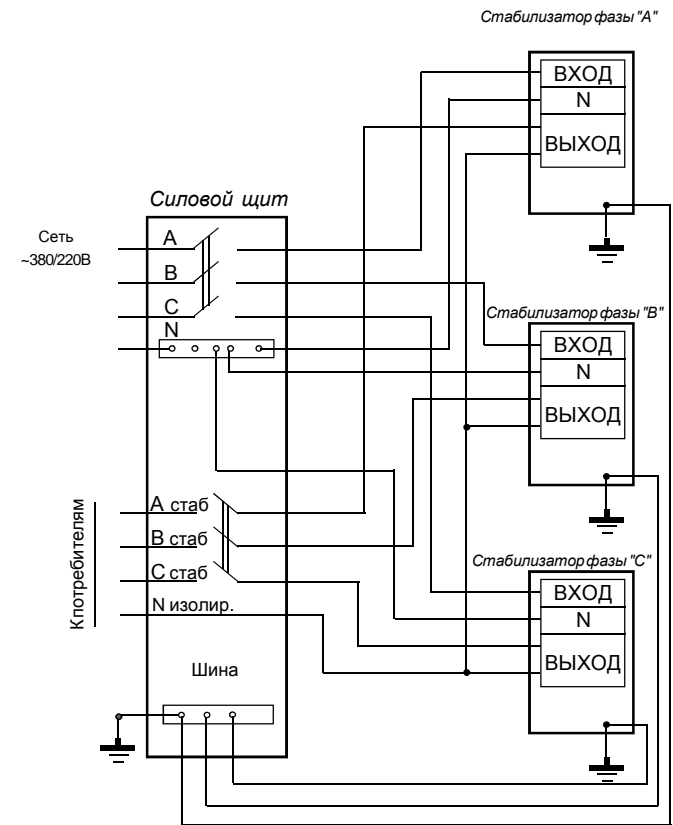 Стабилизатор фазы "А"
ВХОД
N
ВЫХОД
Силовой щит
Сеть
~380/220В
А
В
С
N
Стабилизатор фазы "В"
ВХОД
N
ВЫХОД
К потребителям
А стаб
В стаб
С стаб
N изолир.
Шина
Стабилизатор фазы "С"
ВХОД
N
ВЫХОД